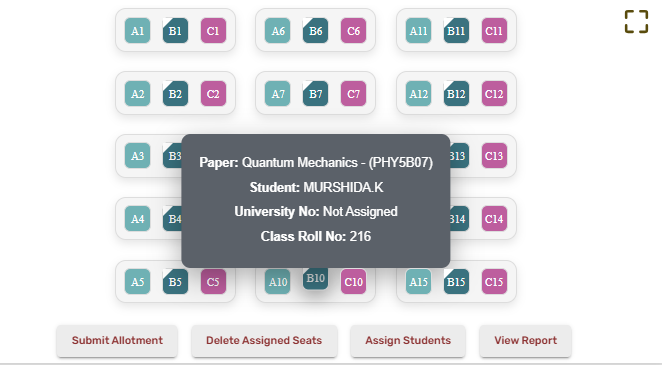 A1 B1 C1 A6 B6 C6 A11 B11 C11
A2 B2 C2 A7 B7 C7 A12 B12 C12
A3 B3 B13 C13
Paper: Quantum Mechanics - (PHY5B07)
Student: MURSHIDA.K
University No: Not Assigned
Class Roll No: 216
A4 B4 B14 C14
A5 B5 C5 A10 B10 C10 A15 B15 C15
Submit Allotment Delete Assigned Seats Assign Students View Report